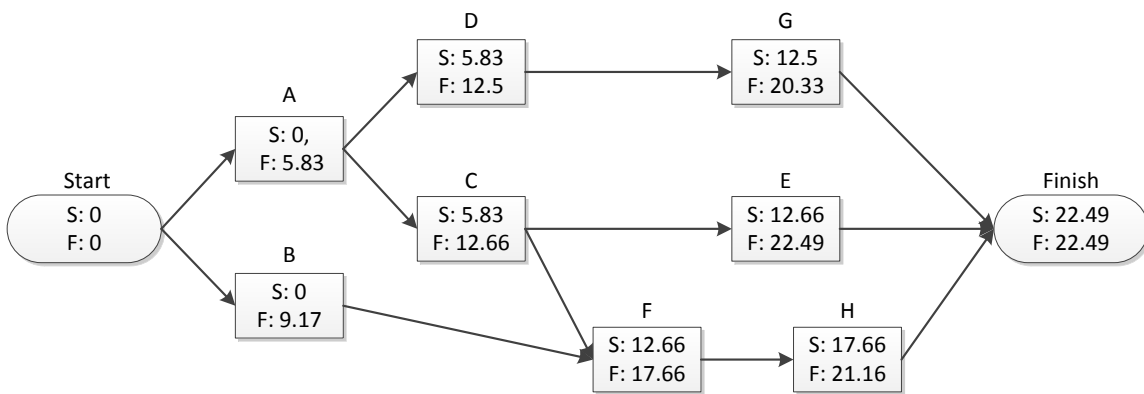 Start
S: 0
F: 0
A
S: 0,
F: 5.83
B
S: 0
F: 9.17
D
S: 5.83
F: 12.5
C
S: 5.83
F: 12.66
G
S: 12.5
F: 20.33
E
S: 12.66
F: 22.49
F
S: 12.66
F: 17.66
H
S: 17.66
F: 21.16
Finish
S: 22.49
F: 22.49